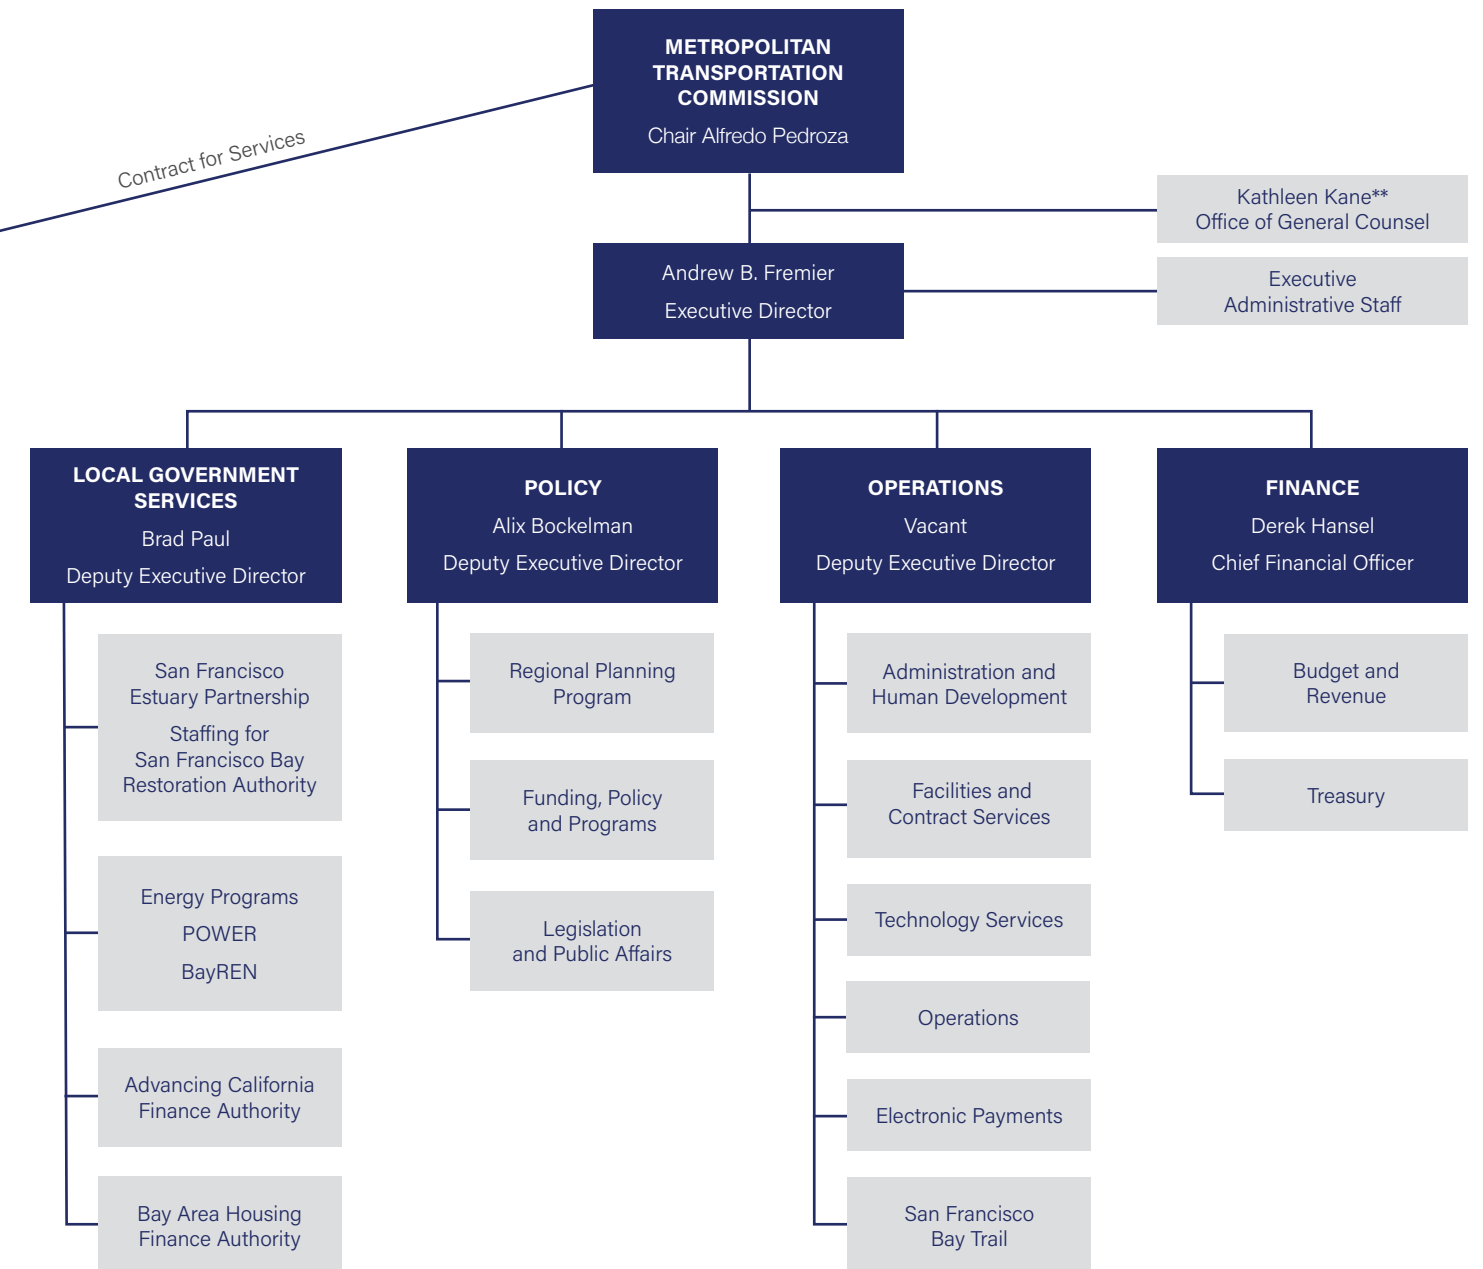 METROPOLITAN
TRANSPORTATION
COMMISSION
Chair Alfredo Pedroza
Contract for Services
Kathleen Kane**
Office of General Counsel
Andrew B. Fremier
Executive Director
Executive
Administrative Staff
LOCAL GOVERNMENT
SERVICES
Brad Paul
Deputy Executive Director
San Francisco
Estuary Partnership
Staffing for
San Francisco Bay
Restoration Authority
Energy Programs
POWER
BayREN
Advancing California
Finance Authority
Bay Area Housing
Finance Authority
POLICY
Alix Bockelman
Deputy Executive Director
Regional Planning
Program
Funding, Policy
and Programs
Legislation
and Public Affairs
OPERATIONS
Vacant
Deputy Executive Director
Administration and
Human Development
Facilities and
Contract Services
Technology Services
Operations
Electronic Payments
San Francisco
Bay Trail
FINANCE
Derek Hansel
Chief Financial Officer
Budget and
Revenue
Treasury